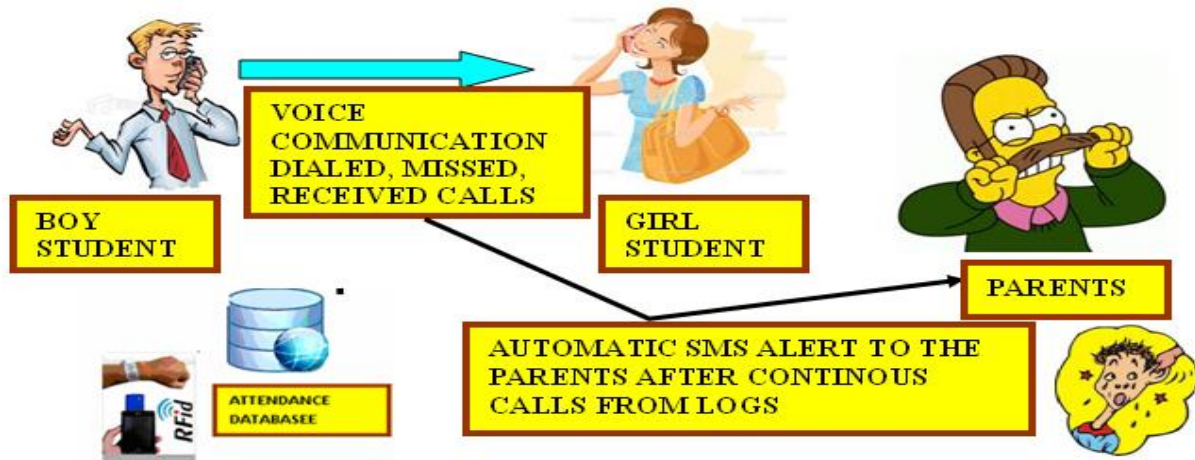 VOICE
COMMUNICATION
DIALED, MISSED,
RECEIVED CALLS
BOY
STUDENT
GIRL
STUDENT
PARENTS
AUTOMATIC SMS ALERT TO THE
PARENTS AFTER CONTINOUS
CALLS FROM LOGS
ATTENDANCE
DATABASEE
RFid